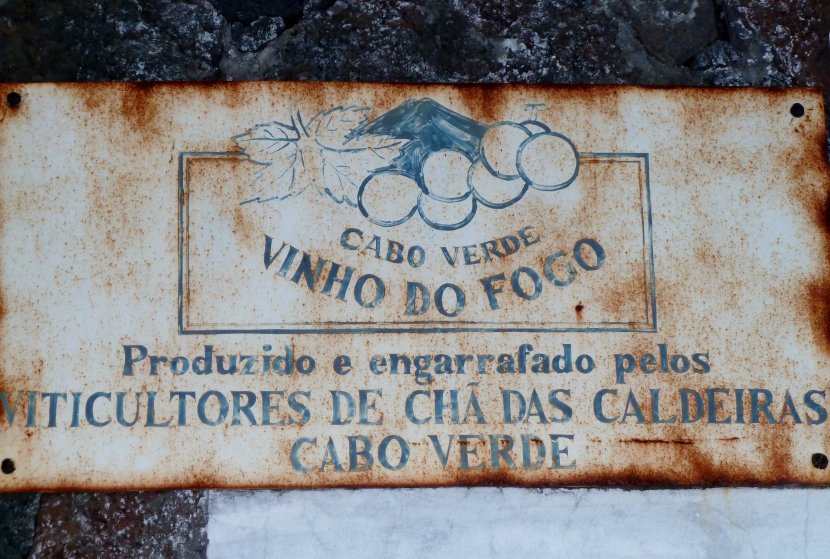 CABO VERDE
VINHO DO FOGO
Produzido e engarrafado pelos
VITICULTORES DE CHÃ DAS CALDEIRAS
CABO VERDE